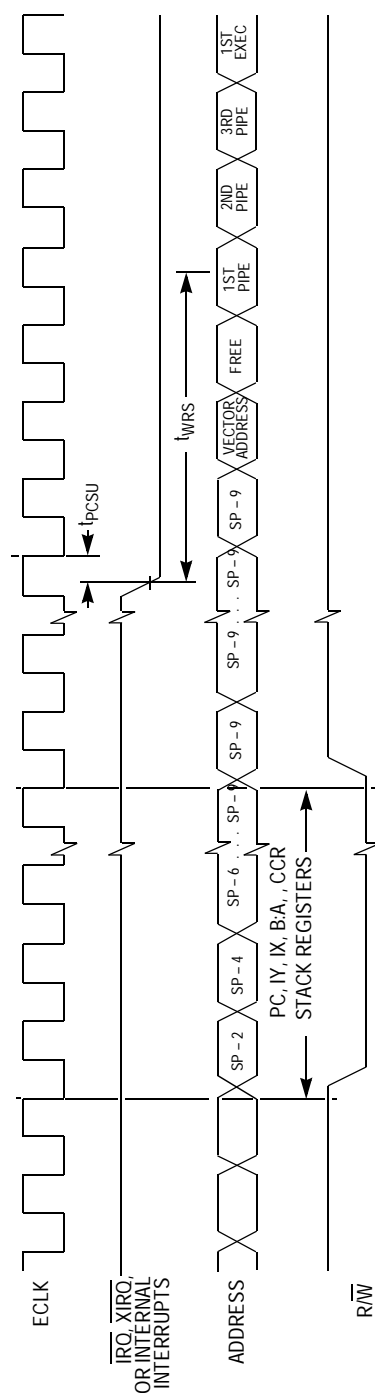 ECLK
IRQ, XIRQ,
OR INTERNAL
INTERRUPTS
ADDRESS
R/W
tPCSU
tWRS
SP – 2
SP – 4
SP – 6 . . . SP – 9
SP – 9
SP – 9 . . . SP – 9
SP – 9
VECTOR
ADDRESS
FREE
1ST
PIPE
2ND
PIPE
3RD
PIPE
1ST
EXEC
PC, IY, IX, B:A, , CCR
STACK REGISTERS